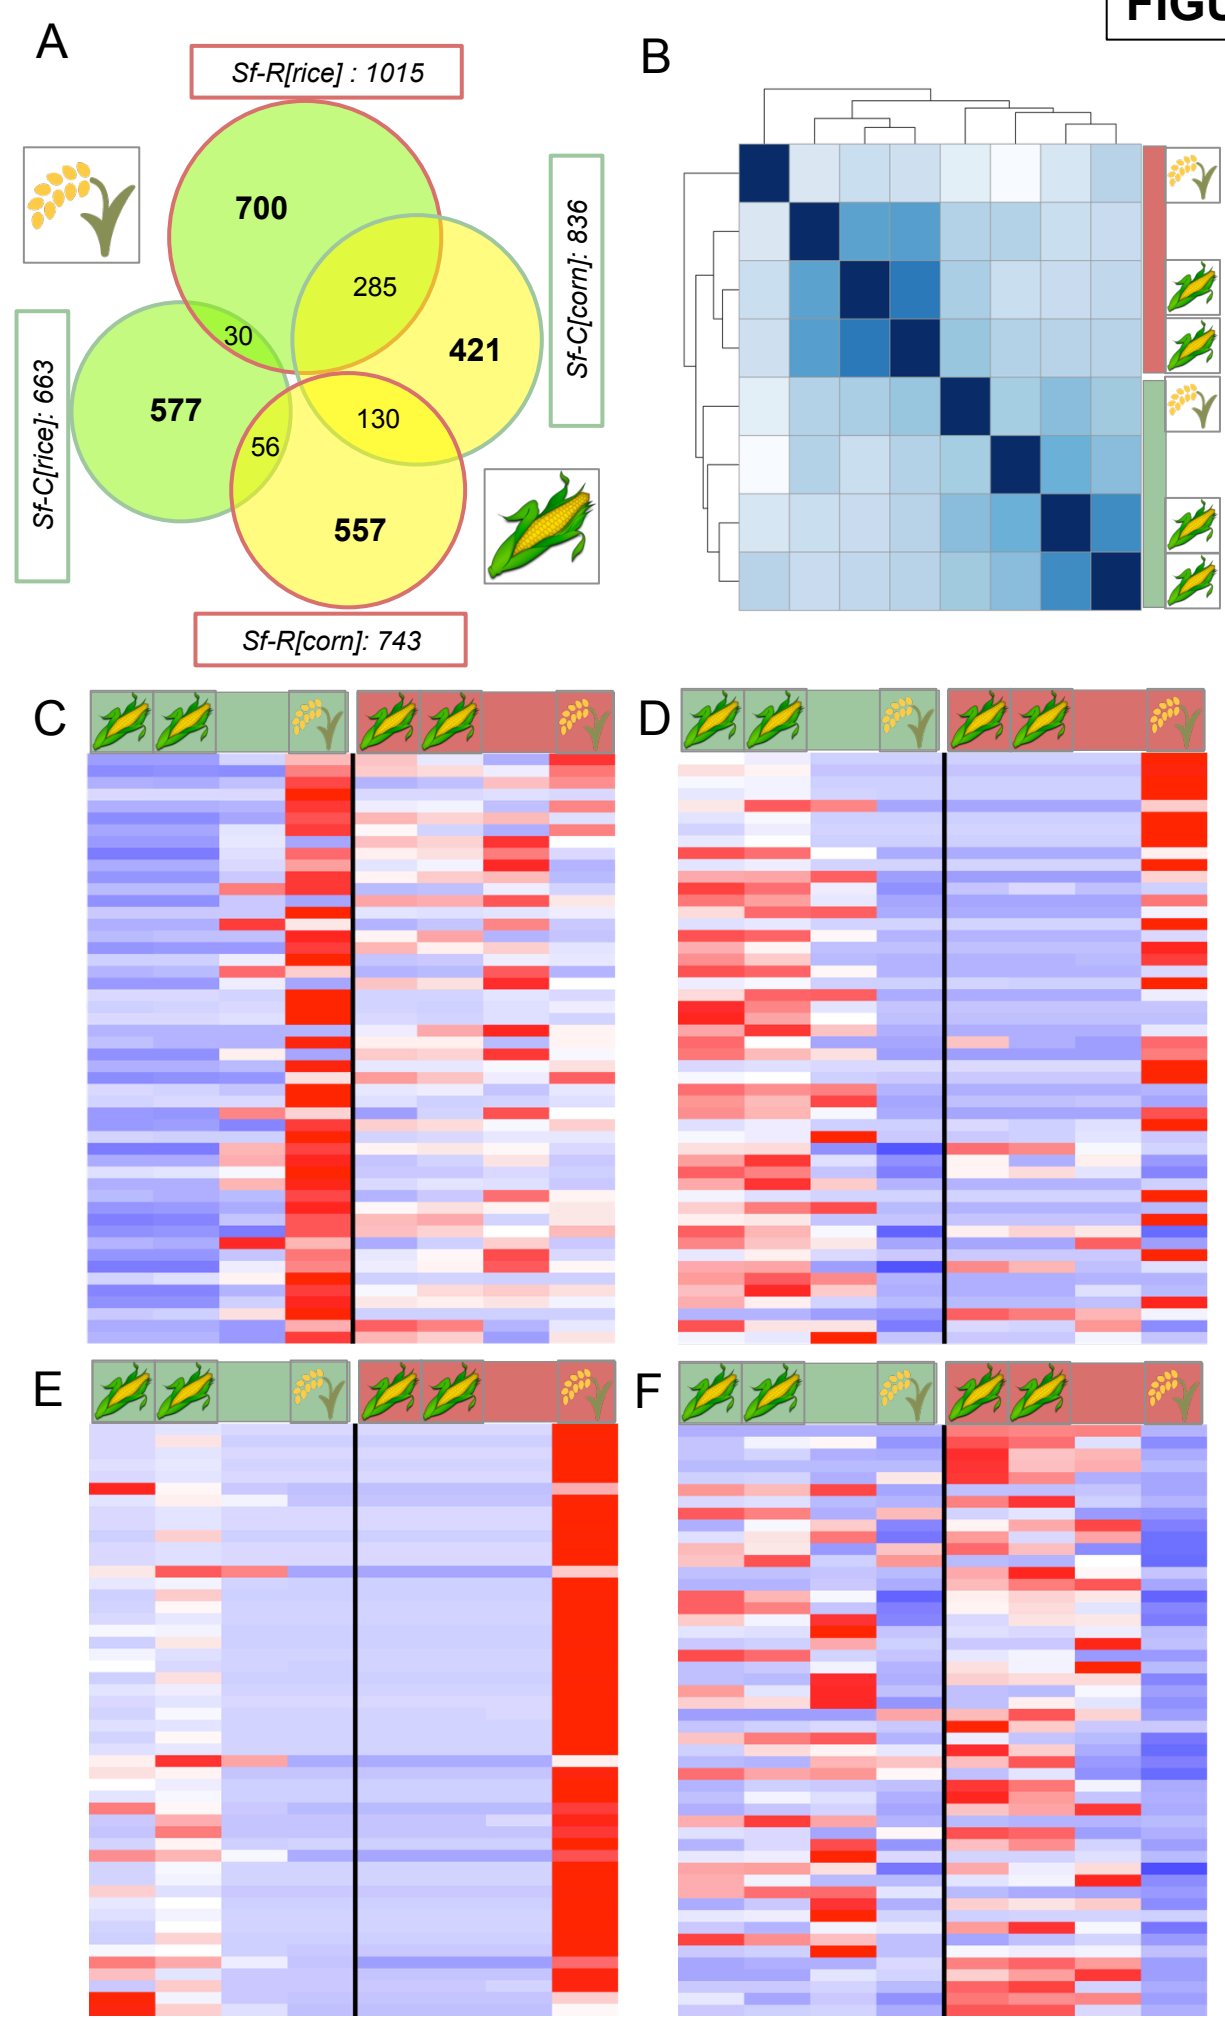 FIGU
A
B
Sf-R[rice] : 1015
700
285
Sf-C[corn]: 836
30
421
Sf-C[rice]: 663
577
130
56
557
Sf-R[corn]: 743
C
D
E
F